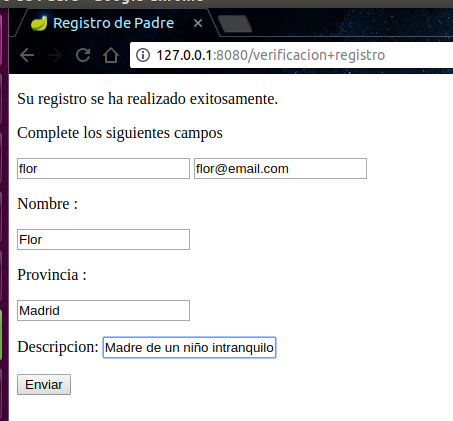 Registro de Padre
127.0.0.1:8080/verificacion+registro
Su registro se ha realizado exitosamente.
Complete los siguientes campos
flor flor@email.com
Nombre :
Flor
Provincia :
Madrid
Descripcion: Madre de un niño intranquilo
Enviar